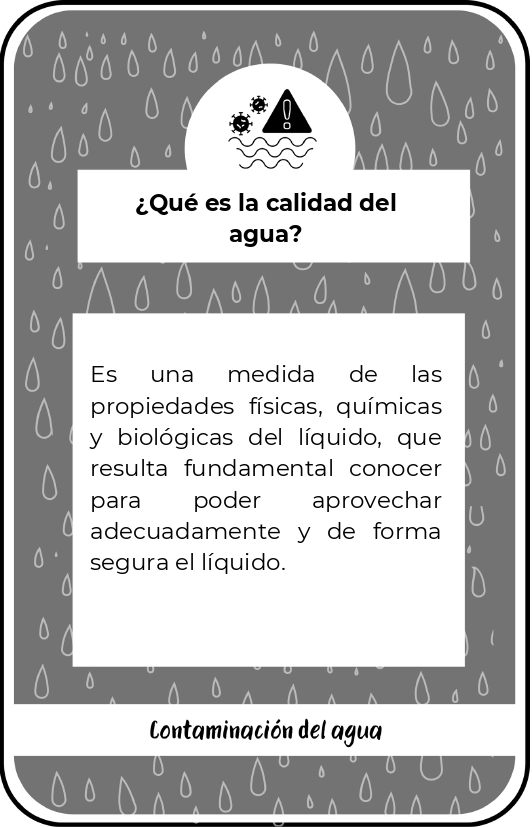 ¿Qué es la calidad del
agua?
Es una medida de las
propiedades físicas, químicas
y biológicas del líquido, que
resulta fundamental conocer
para poder aprovechar
adecuadamente y de forma
segura el líquido.
Contaminación del agua